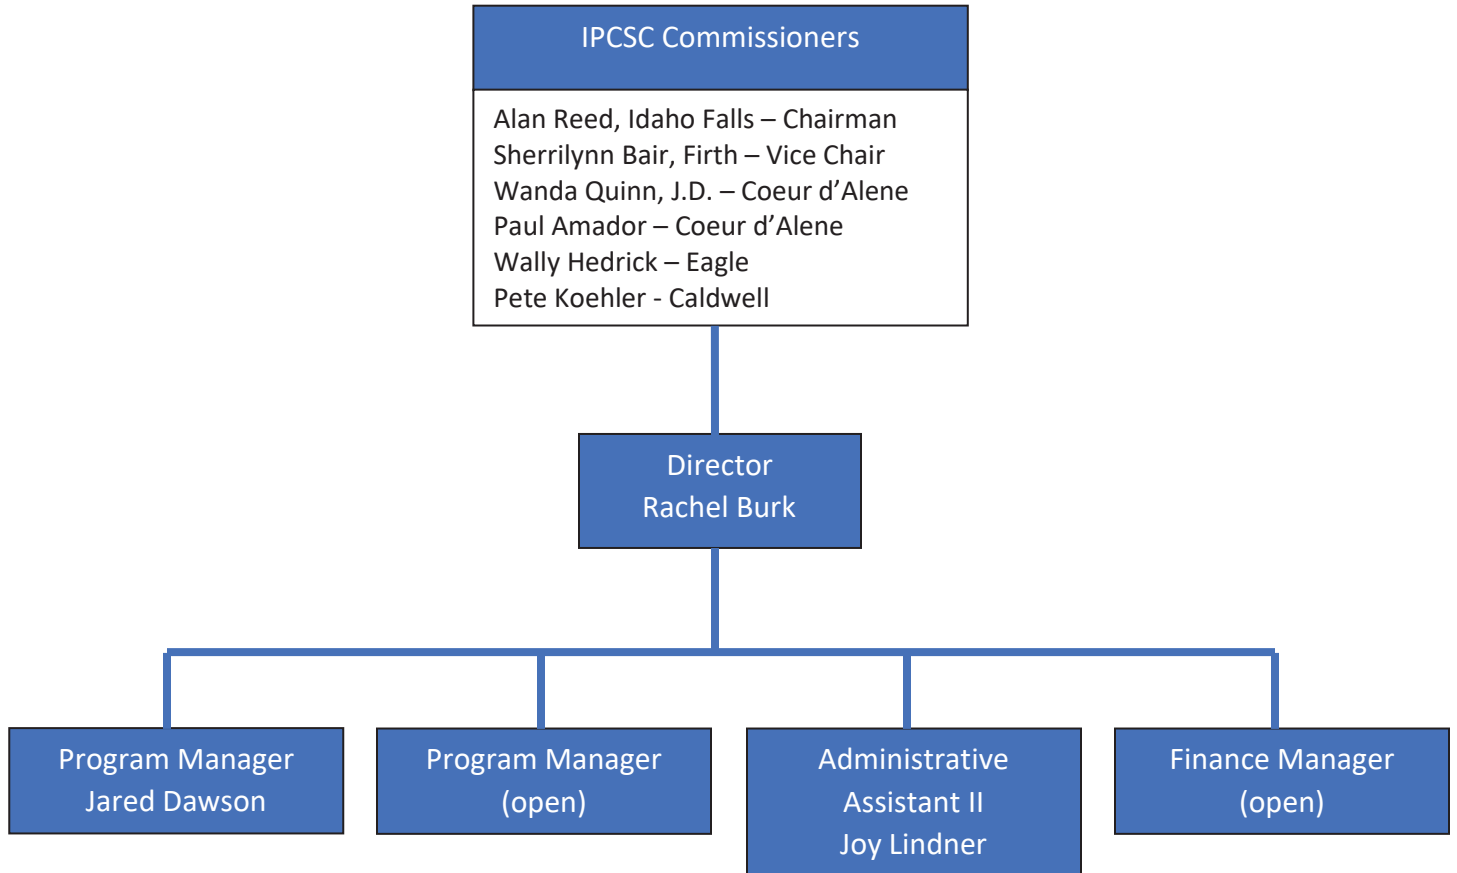 IPCSC Commissioners
Alan Reed, Idaho Falls – Chairman
Sherrilynn Bair, Firth – Vice Chair
Wanda Quinn, J.D. – Coeur d’Alene
Paul Amador – Coeur d’Alene
Wally Hedrick – Eagle
Pete Koehler - Caldwell
Director
Rachel Burk
Program Manager
Jared Dawson
Program Manager
(open)
Administrative
Assistant II
Joy Lindner
Finance Manager
(open)